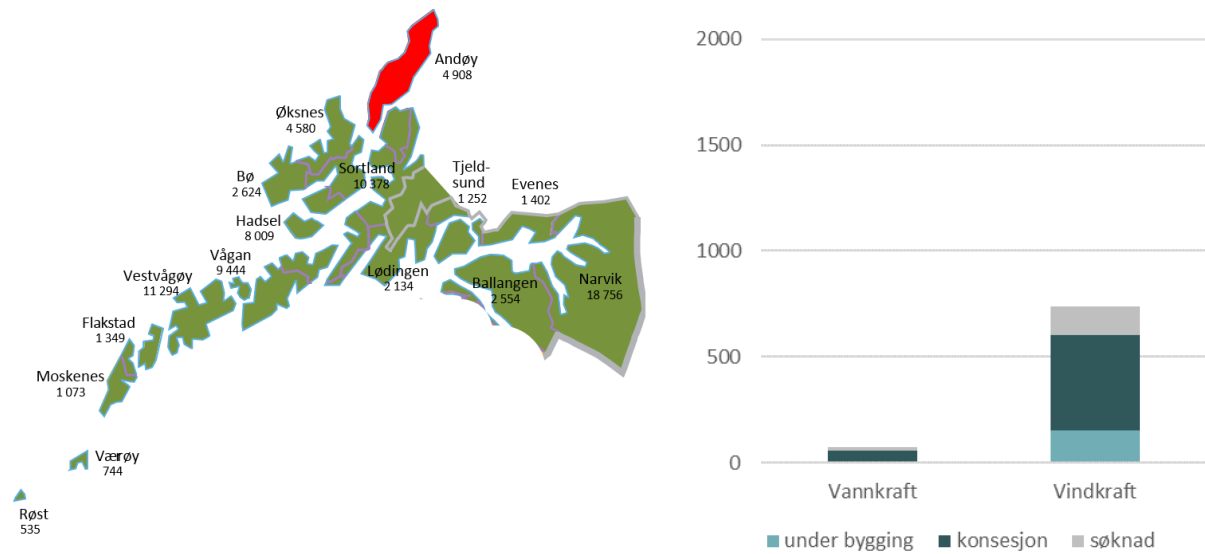 Andøy
4 908
Øksnes
4 580
Sortland
10 378
Tjeld-
sund
1 252
Evenes
1 402
Bø
2 624
Hadsel
8 009
Vågan
9 444
Vestvågøy
11 294
Lødingen
2 134
Ballangen
2 554
Narvik
18 756
Flakstad
1 349
Moskenes
1 073
Værøy
744
Røst
535
2000
1500
1000
500
0
Vannkraft
Vindkraft
under bygging
konsesjon
søknad